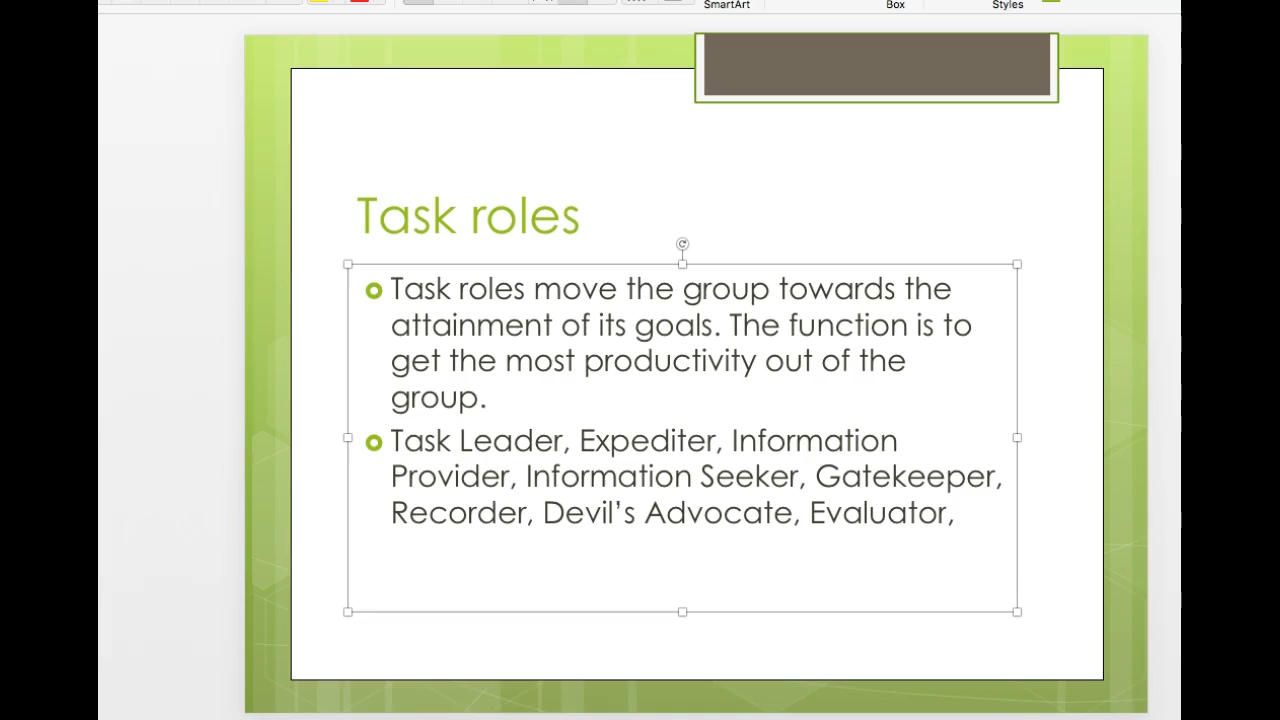 SmartArt Box Styles
Task roles
Task roles move the group towards the
attainment of its goals. The function is to
get the most productivity out of the
group.
Task Leader, Expediter, Information
Provider, Information Seeker, Gatekeeper,
Recorder, Devil’s Advocate, Evaluator,